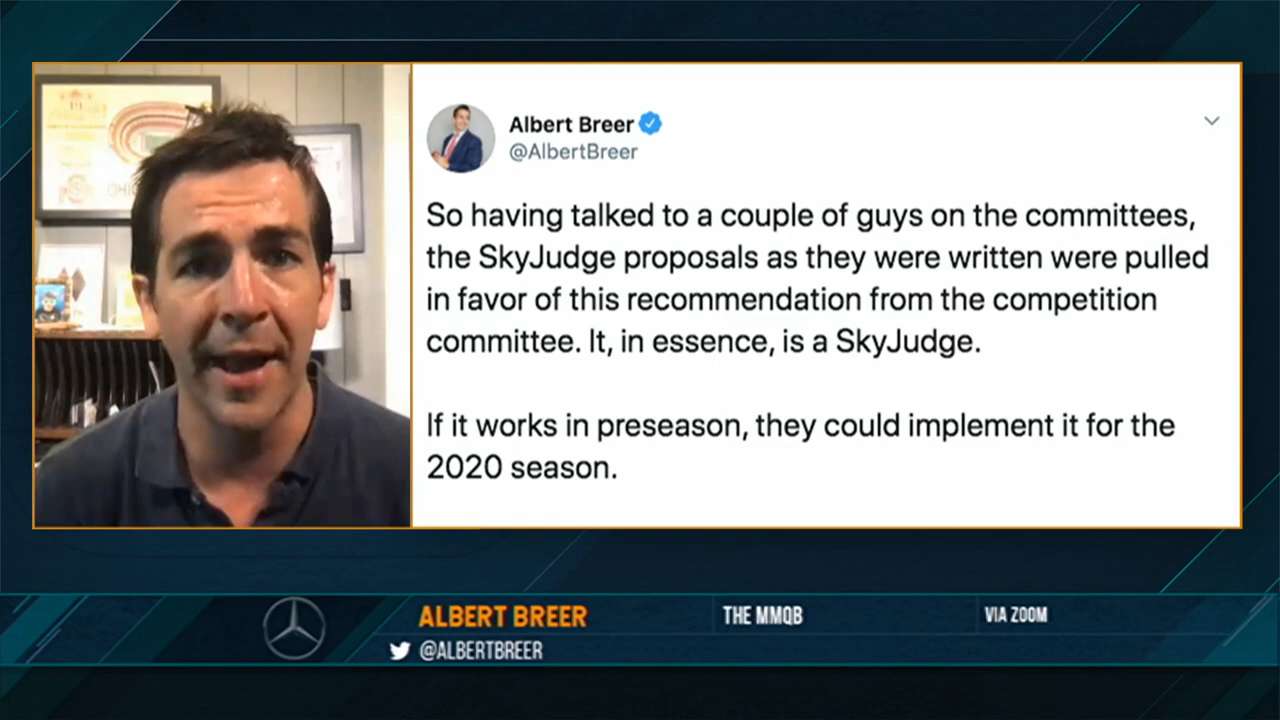 OHIO
Albert Breer
@AlbertBreer
So having talked to a couple of guys on the committees,
the SkyJudge proposals as they were written were pulled
in favor of this recommendation from the competition
committee. It, in essence, is a SkyJudge.
If it works in preseason, they could implement it for the
2020 season.
ALBERT BREER
THE MMQB
VIA ZOOM
@ALBERTBREER